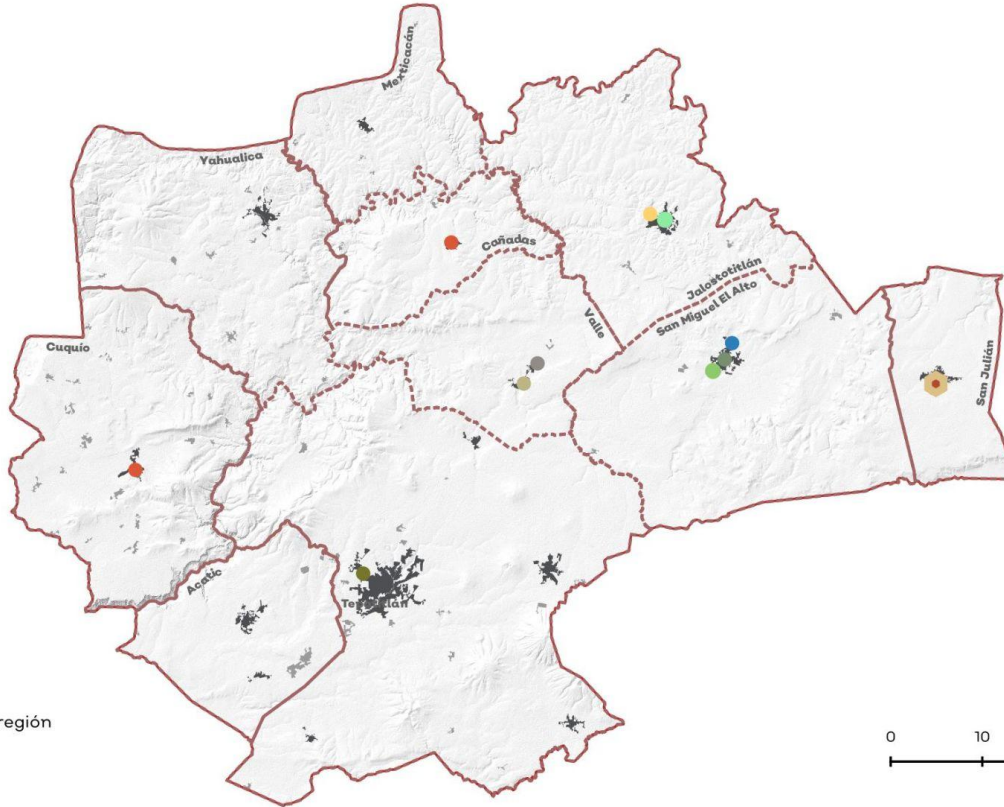 Mexticacán
Yahualica
Cañadas
Jalostotitlán
San Miguel El Alto
Valle
Cuquío
San Julián
Acatic
región
0 10